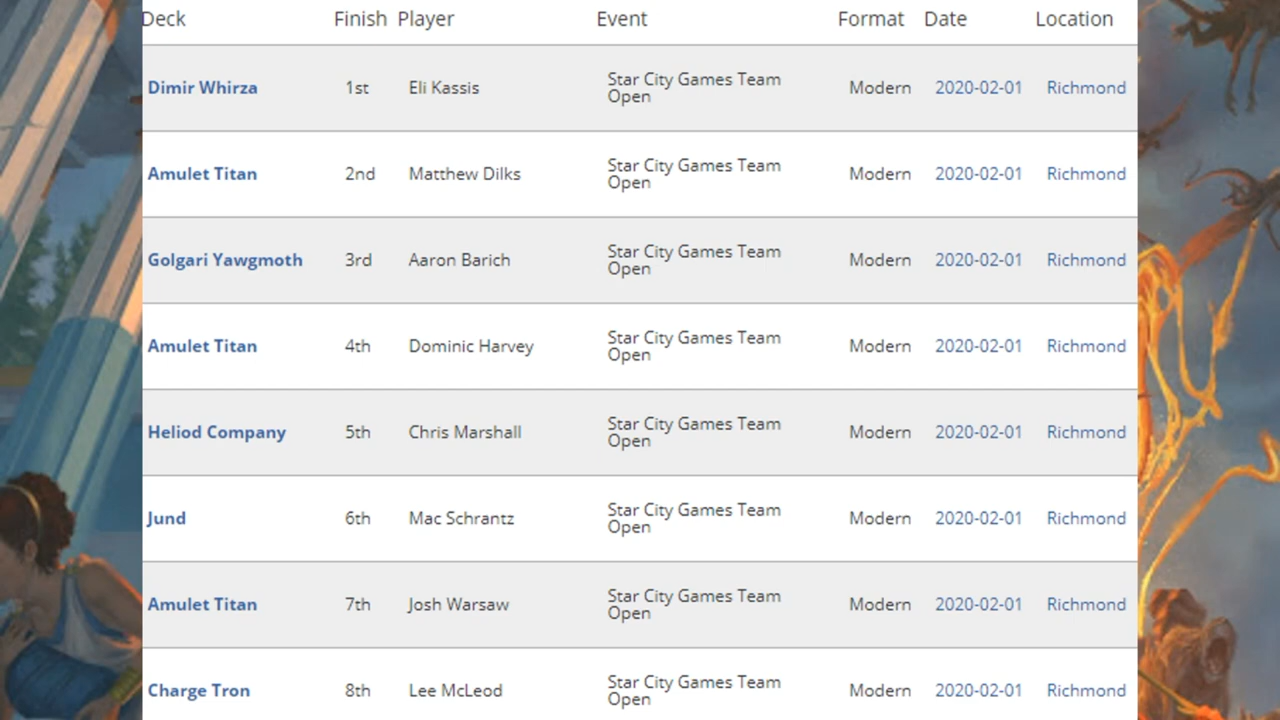 Deck Finish Player Event Format Date Location
Dimir Whirza 1st Eli Kassis Star City Games Team Open Modern 2020-02-01 Richmond
Amulet Titan 2nd Matthew Dilks Star City Games Team Open Modern 2020-02-01 Richmond
Golgari Yawgmoth 3rd Aaron Barich Star City Games Team Open Modern 2020-02-01 Richmond
Amulet Titan 4th Dominic Harvey Star City Games Team Open Modern 2020-02-01 Richmond
Heliod Company 5th Chris Marshall Star City Games Team Open Modern 2020-02-01 Richmond
Jund 6th Mac Schrantz Star City Games Team Open Modern 2020-02-01 Richmond
Amulet Titan 7th Josh Warsaw Star City Games Team Open Modern 2020-02-01 Richmond
Charge Tron 8th Lee McLeod Star City Games Team Open Modern 2020-02-01 Richmond